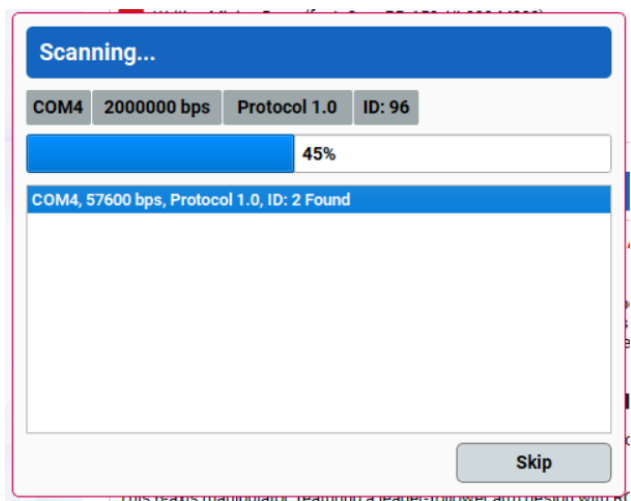 Scanning...
COM4 2000000 bps Protocol 1.0 ID: 96
45%
COM4, 57600 bps, Protocol 1.0, ID: 2 Found
Skip